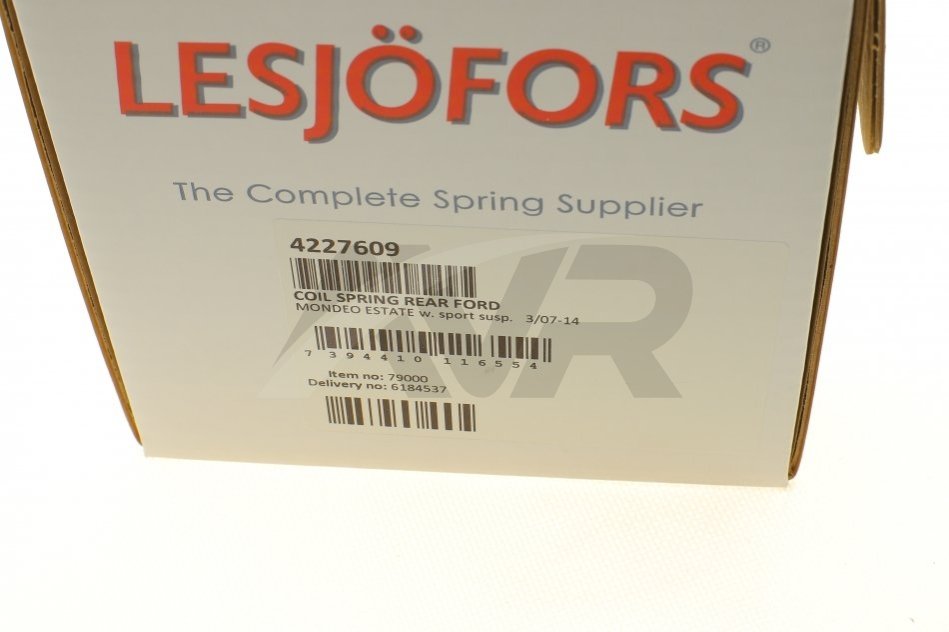 LESJÖFORS®
The Complete Spring Supplier
4227609
COIL SPRING REAR FORD
MONDEO ESTATE w. sport susp. 3/07-14
7 394410 116554
Item no: 79000
Delivery no: 6184537
AVR